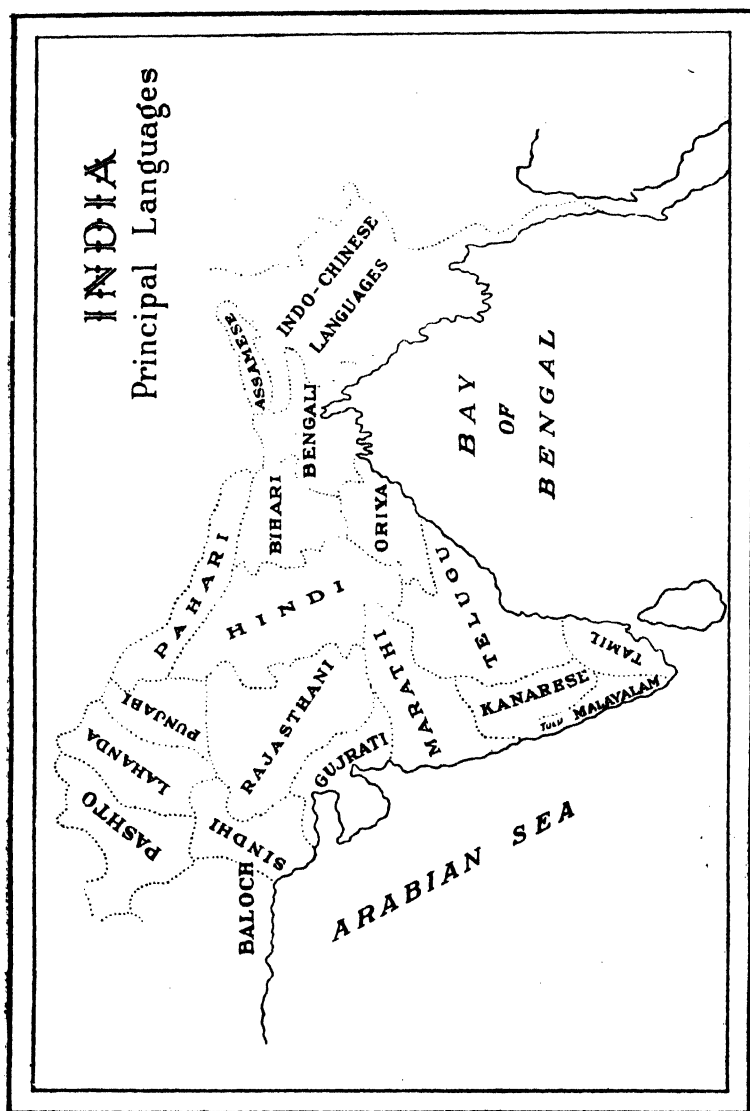 INDIA
Principal Languages
PASHTO
LAHANDA
PUNJABI
PAHARI
BALOCH
SINDHI
RAJASTHANI
HINDI
BIHARI
ASSAMESE
BENGALI
INDO-CHINESE
LANGUAGES
GUJRATI
MARATHI
ORIYA
TELUGU
KANARESE
TULU
MALAYALAM
TAMIL
ARABIAN SEA
BAY
OF
BENGAL